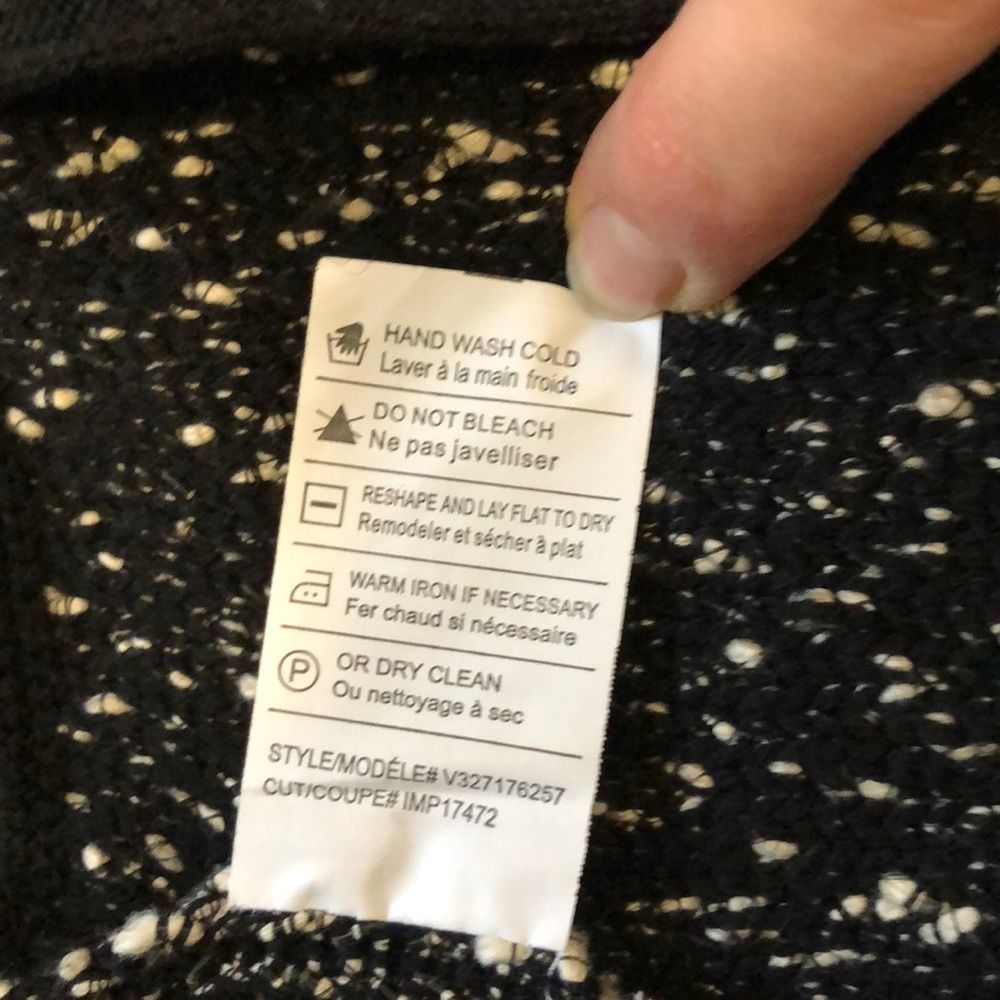 HAND WASH COLD
Laver à la main froide
DO NOT BLEACH
Ne pas javelliser
RESHAPE AND LAY FLAT TO DRY
Remodeler et sécher à plat
WARM IRON IF NECESSARY
Fer chaud si nécessaire
P
OR DRY CLEAN
Ou nettoyage à sec
STYLE/MODÉLE# V327176257
CUT/COUPE# IMP17472